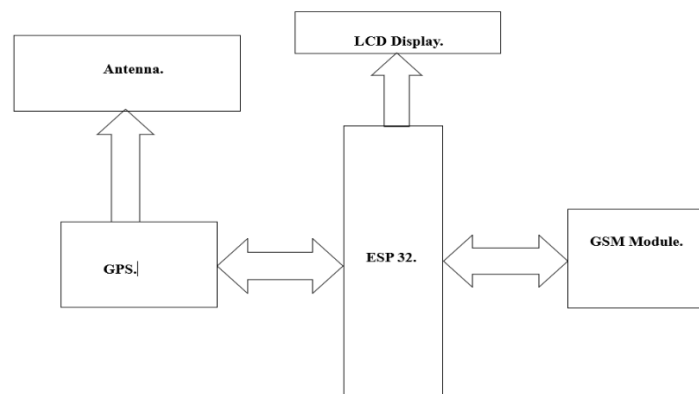 LCD Display.
Antenna.
GSM Module.
ESP 32.
GPS.